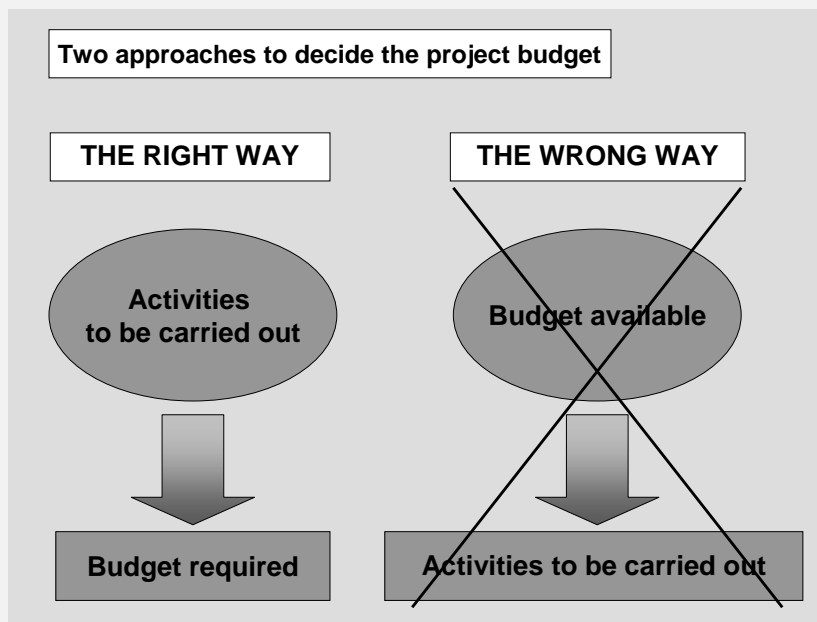 Two approaches to decide the project budget
THE RIGHT WAY
THE WRONG WAY
Activities
to be carried out
Budget available
Budget required
Activities to be carried out